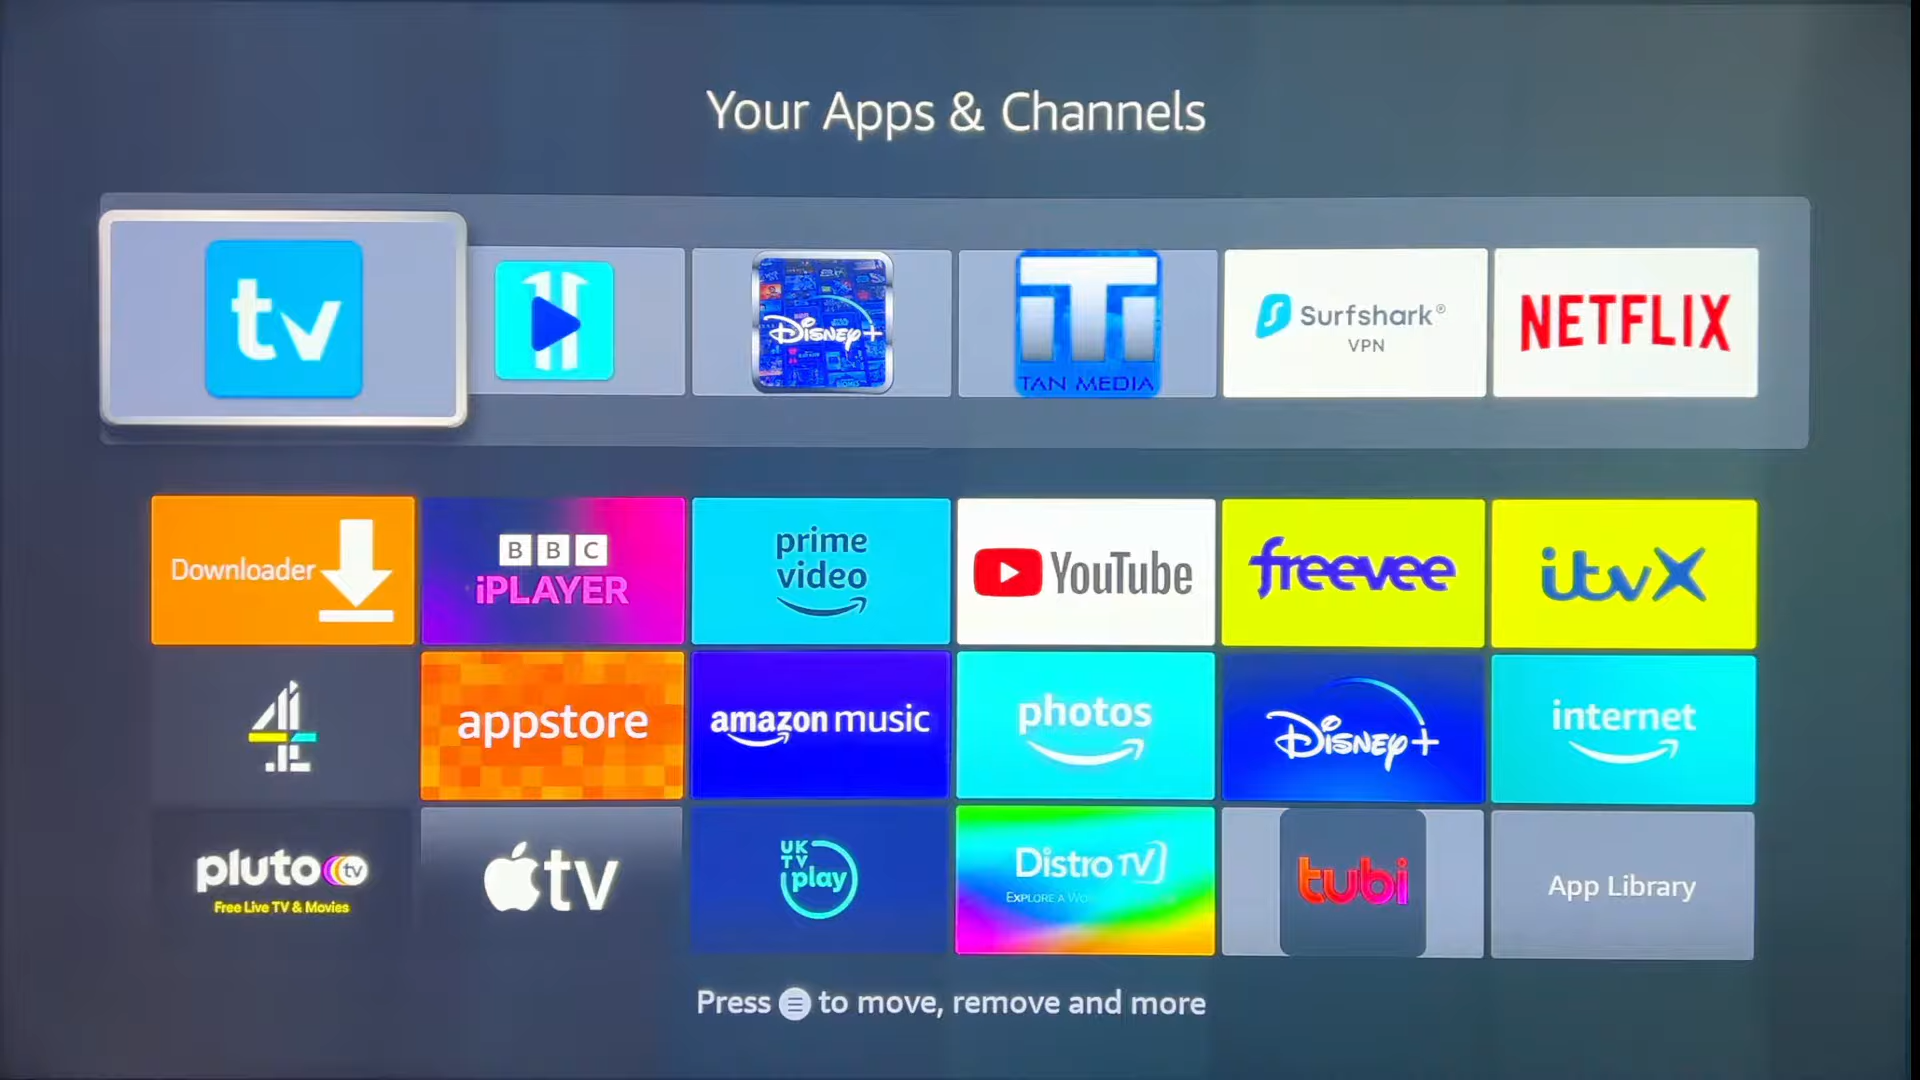 Your Apps & Channels
tv
Disney+
TAN MEDIA
Surfshark®
VPN
NETFLIX
Downloader
BBC
iPLAYER
prime
video
YouTube
freevee
itvX
4
appstore
amazon music
photos
Disney+
internet
pluto tv
Free Live TV & Movies
tv
UK
TV
play
Distro TV
EXPLORE A
tubi
App Library
Press to move, remove and more